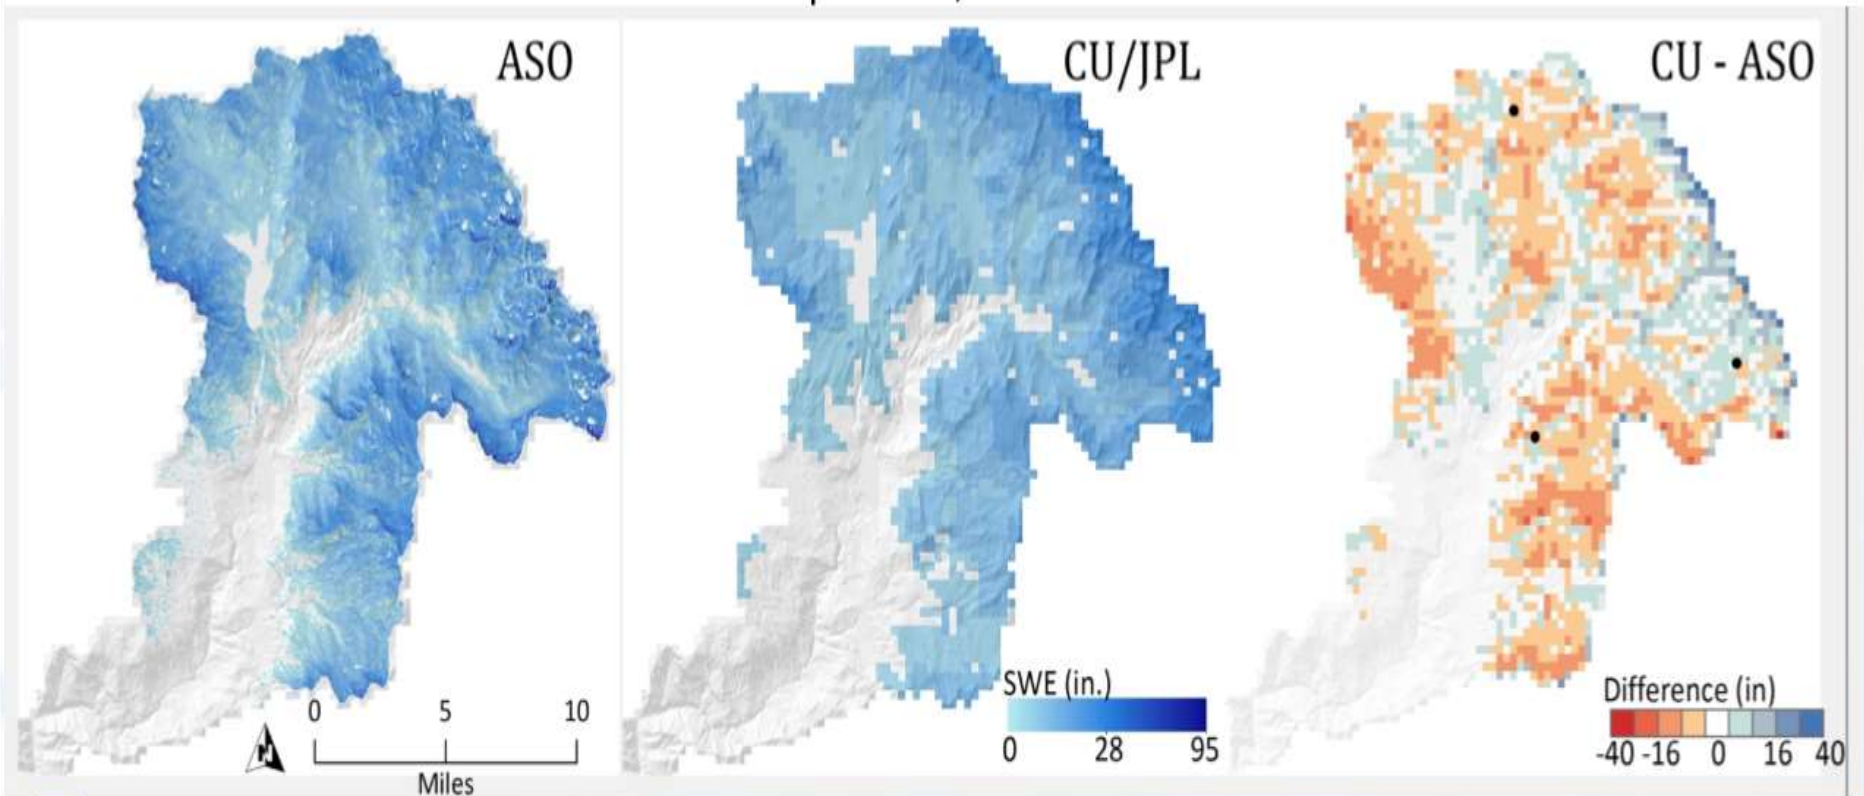 ASO
CU/JPL
CU - ASO
SWE (in.)
0 28 95
Difference (in)
-40 -16 0 16 40
0 5 10
N
Miles